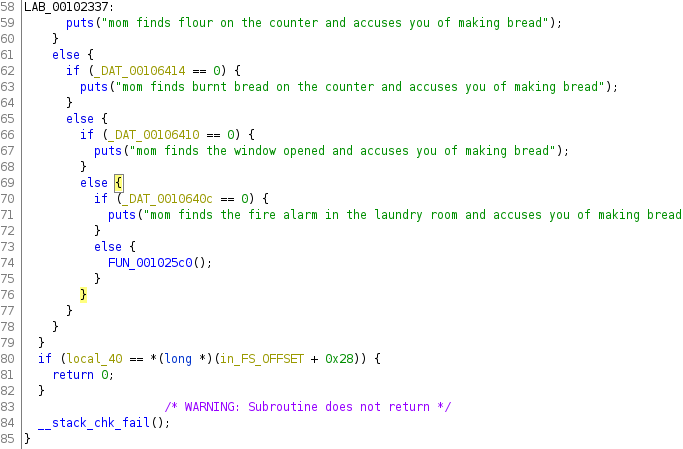 58 LAB_00102337:
59 puts("mom finds flour on the counter and accuses you of making bread");
60 }
61 else {
62 if (_DAT_00106414 == 0) {
63 puts("mom finds burnt bread on the counter and accuses you of making bread");
64 }
65 else {
66 if (_DAT_00106410 == 0) {
67 puts("mom finds the window opened and accuses you of making bread");
68 }
69 else {
70 if (_DAT_0010640c == 0) {
71 puts("mom finds the fire alarm in the laundry room and accuses you of making bread
72 }
73 else {
74 FUN_001025c0();
75 }
76 }
77 }
78 }
79 }
80 if (local_40 == *(long *)(in_FS_OFFSET + 0x28)) {
81 return 0;
82 }
83 /* WARNING: Subroutine does not return */
84 __stack_chk_fail();
85 }